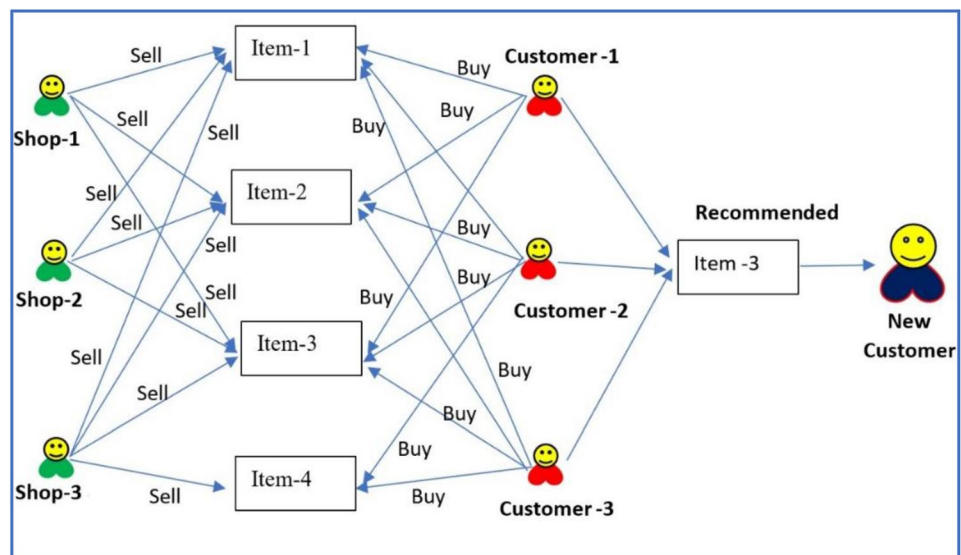 Item-1
Customer -1
Sell
Buy
Shop-1
Sell
Sell
Buy
Buy
Item-2
Sell
Sell
Recommended
Sell
Buy
Item -3
Shop-2
Sell
Sell
Buy
Buy
Customer -2
New
Customer
Item-3
Sell
Buy
Sell
Buy
Shop-3
Item-4
Buy
Sell
Buy
Customer -3